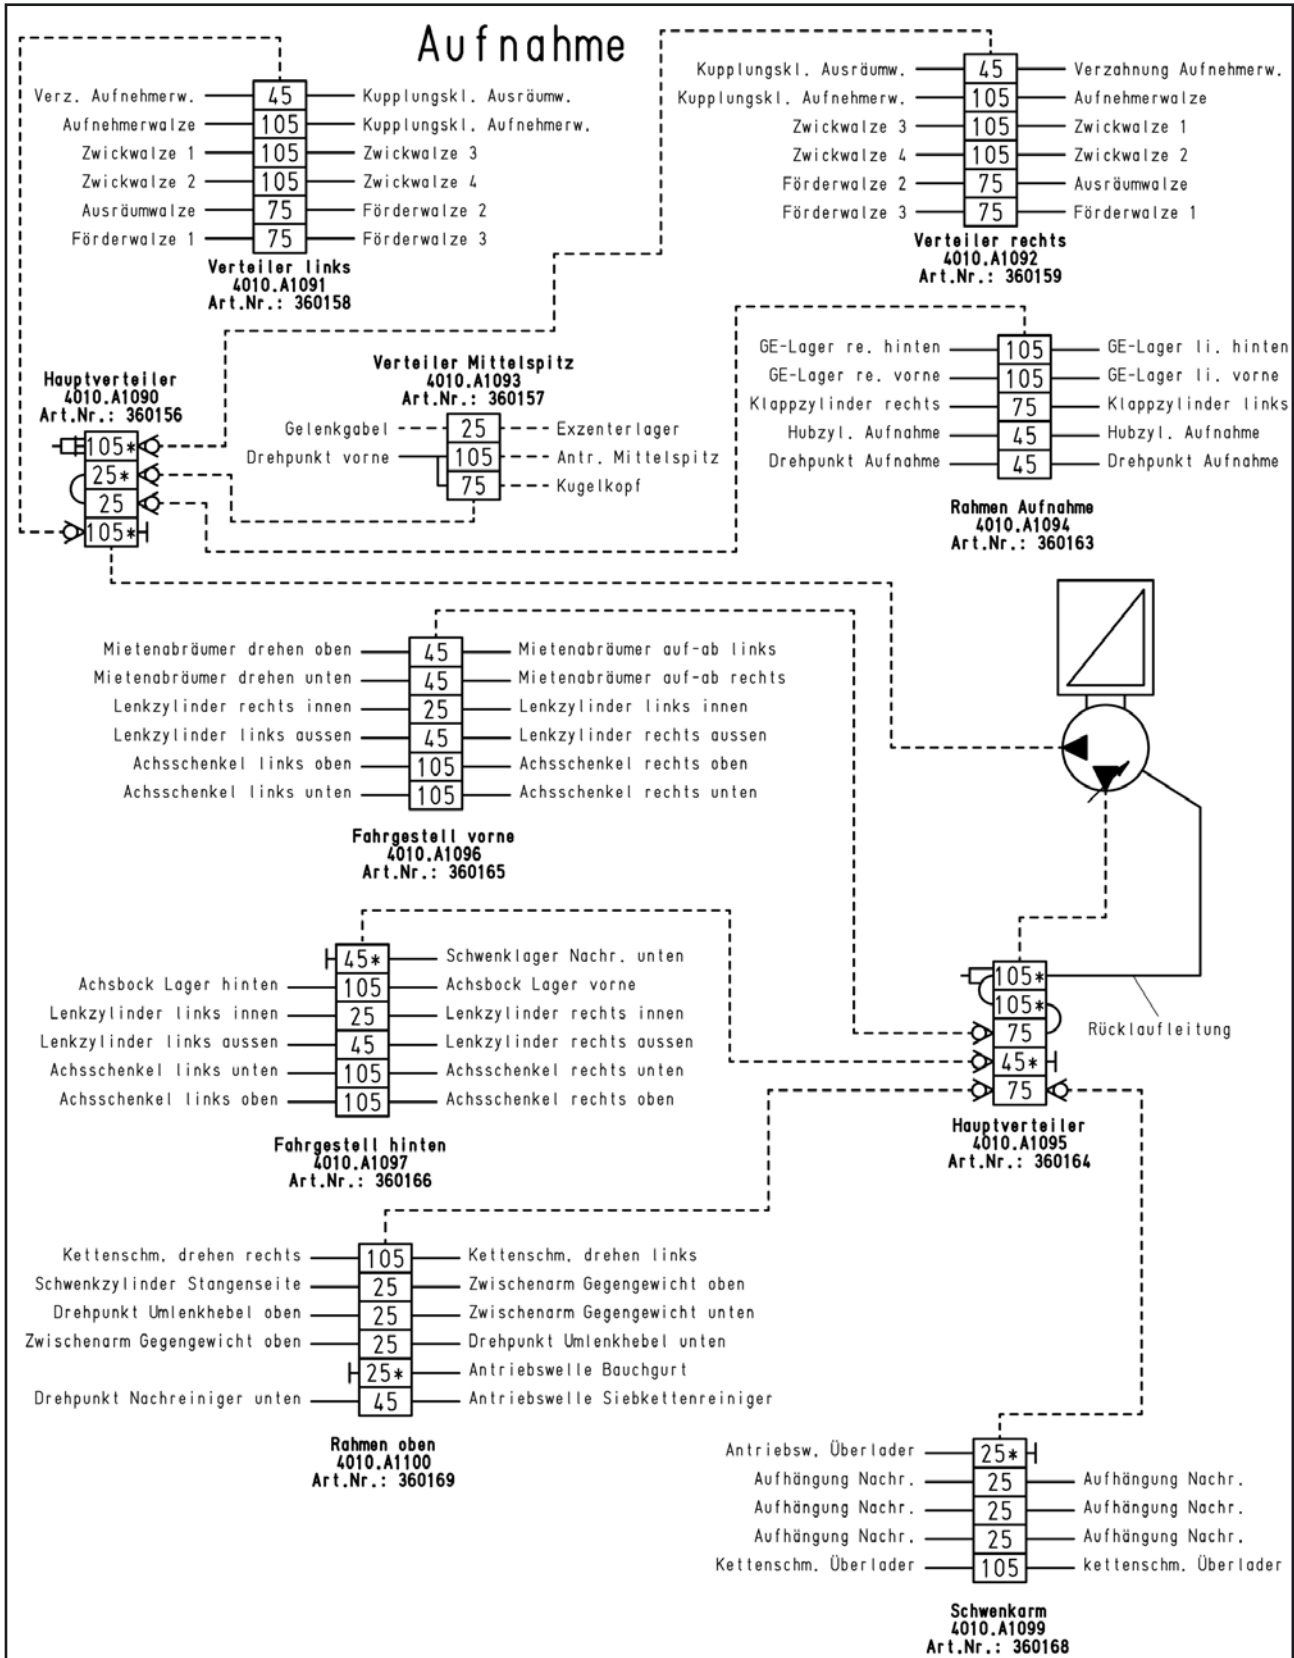 Aufnahme
Verz. Aufnehmerw. 45 Kupplungskl. Ausräumw.
Aufnehmerwalze 105 Kupplungskl. Aufnehmerw.
Zwickwalze 1 105 Zwickwalze 3
Zwickwalze 2 105 Zwickwalze 4
Ausräumwalze 75 Förderwalze 2
Förderwalze 1 75 Förderwalze 3
Verteiler links
4010.A1091
Art.Nr.: 360158
Kupplungskl. Ausräumw. 45 Verzahnung Aufnehmerw.
Kupplungskl. Aufnehmerw. 105 Aufnehmerwalze
Zwickwalze 3 105 Zwickwalze 1
Zwickwalze 4 105 Zwickwalze 2
Förderwalze 2 75 Ausräumwalze
Förderwalze 3 75 Förderwalze 1
Verteiler rechts
4010.A1092
Art.Nr.: 360159
Hauptverteiler
4010.A1090
Art.Nr.: 360156
105*
25*
25
105*
Verteiler Mittelspitz
4010.A1093
Art.Nr.: 360157
Gelenkgabel 25 Exzenterlager
Drehpunkt vorne 105 Antr. Mittelspitz
75 Kugelkopf
GE-Lager re. hinten 105 GE-Lager li. hinten
GE-Lager re. vorne 105 GE-Lager li. vorne
Klappzylinder rechts 75 Klappzylinder links
Hubzyl. Aufnahme 45 Hubzyl. Aufnahme
Drehpunkt Aufnahme 45 Drehpunkt Aufnahme
Rahmen Aufnahme
4010.A1094
Art.Nr.: 360163
Mietenabräumer drehen oben 45 Mietenabräumer auf-ab links
Mietenabräumer drehen unten 45 Mietenabräumer auf-ab rechts
Lenkzylinder rechts innen 25 Lenkzylinder links innen
Lenkzylinder links aussen 45 Lenkzylinder rechts aussen
Achsschenkel links oben 105 Achsschenkel rechts oben
Achsschenkel links unten 105 Achsschenkel rechts unten
Fahrgestell vorne
4010.A1096
Art.Nr.: 360165
45* Schwenklager Nachr. unten
Achsbock Lager hinten 105 Achsbock Lager vorne
Lenkzylinder links innen 25 Lenkzylinder rechts innen
Lenkzylinder links aussen 45 Lenkzylinder rechts aussen
Achsschenkel links unten 105 Achsschenkel rechts unten
Achsschenkel links oben 105 Achsschenkel rechts oben
Fahrgestell hinten
4010.A1097
Art.Nr.: 360166
105*
105*
75
45*
75
Rücklaufleitung
Hauptverteiler
4010.A1095
Art.Nr.: 360164
Kettenschm. drehen rechts 105 Kettenschm. drehen links
Schwenkzylinder Stangenseite 25 Zwischenarm Gegengewicht oben
Drehpunkt Umlenkhebel oben 25 Zwischenarm Gegengewicht unten
Zwischenarm Gegengewicht oben 25 Drehpunkt Umlenkhebel unten
25* Antriebswelle Bauchgurt
Drehpunkt Nachreiniger unten 45 Antriebswelle Siebkettenreiniger
Rahmen oben
4010.A1100
Art.Nr.: 360169
Antriebsw. Überlader 25*
Aufhängung Nachr. 25 Aufhängung Nachr.
Aufhängung Nachr. 25 Aufhängung Nachr.
Aufhängung Nachr. 25 Aufhängung Nachr.
Kettenschm. Überlader 105 kettenschm. Überlader
Schwenkarm
4010.A1099
Art.Nr.: 360168